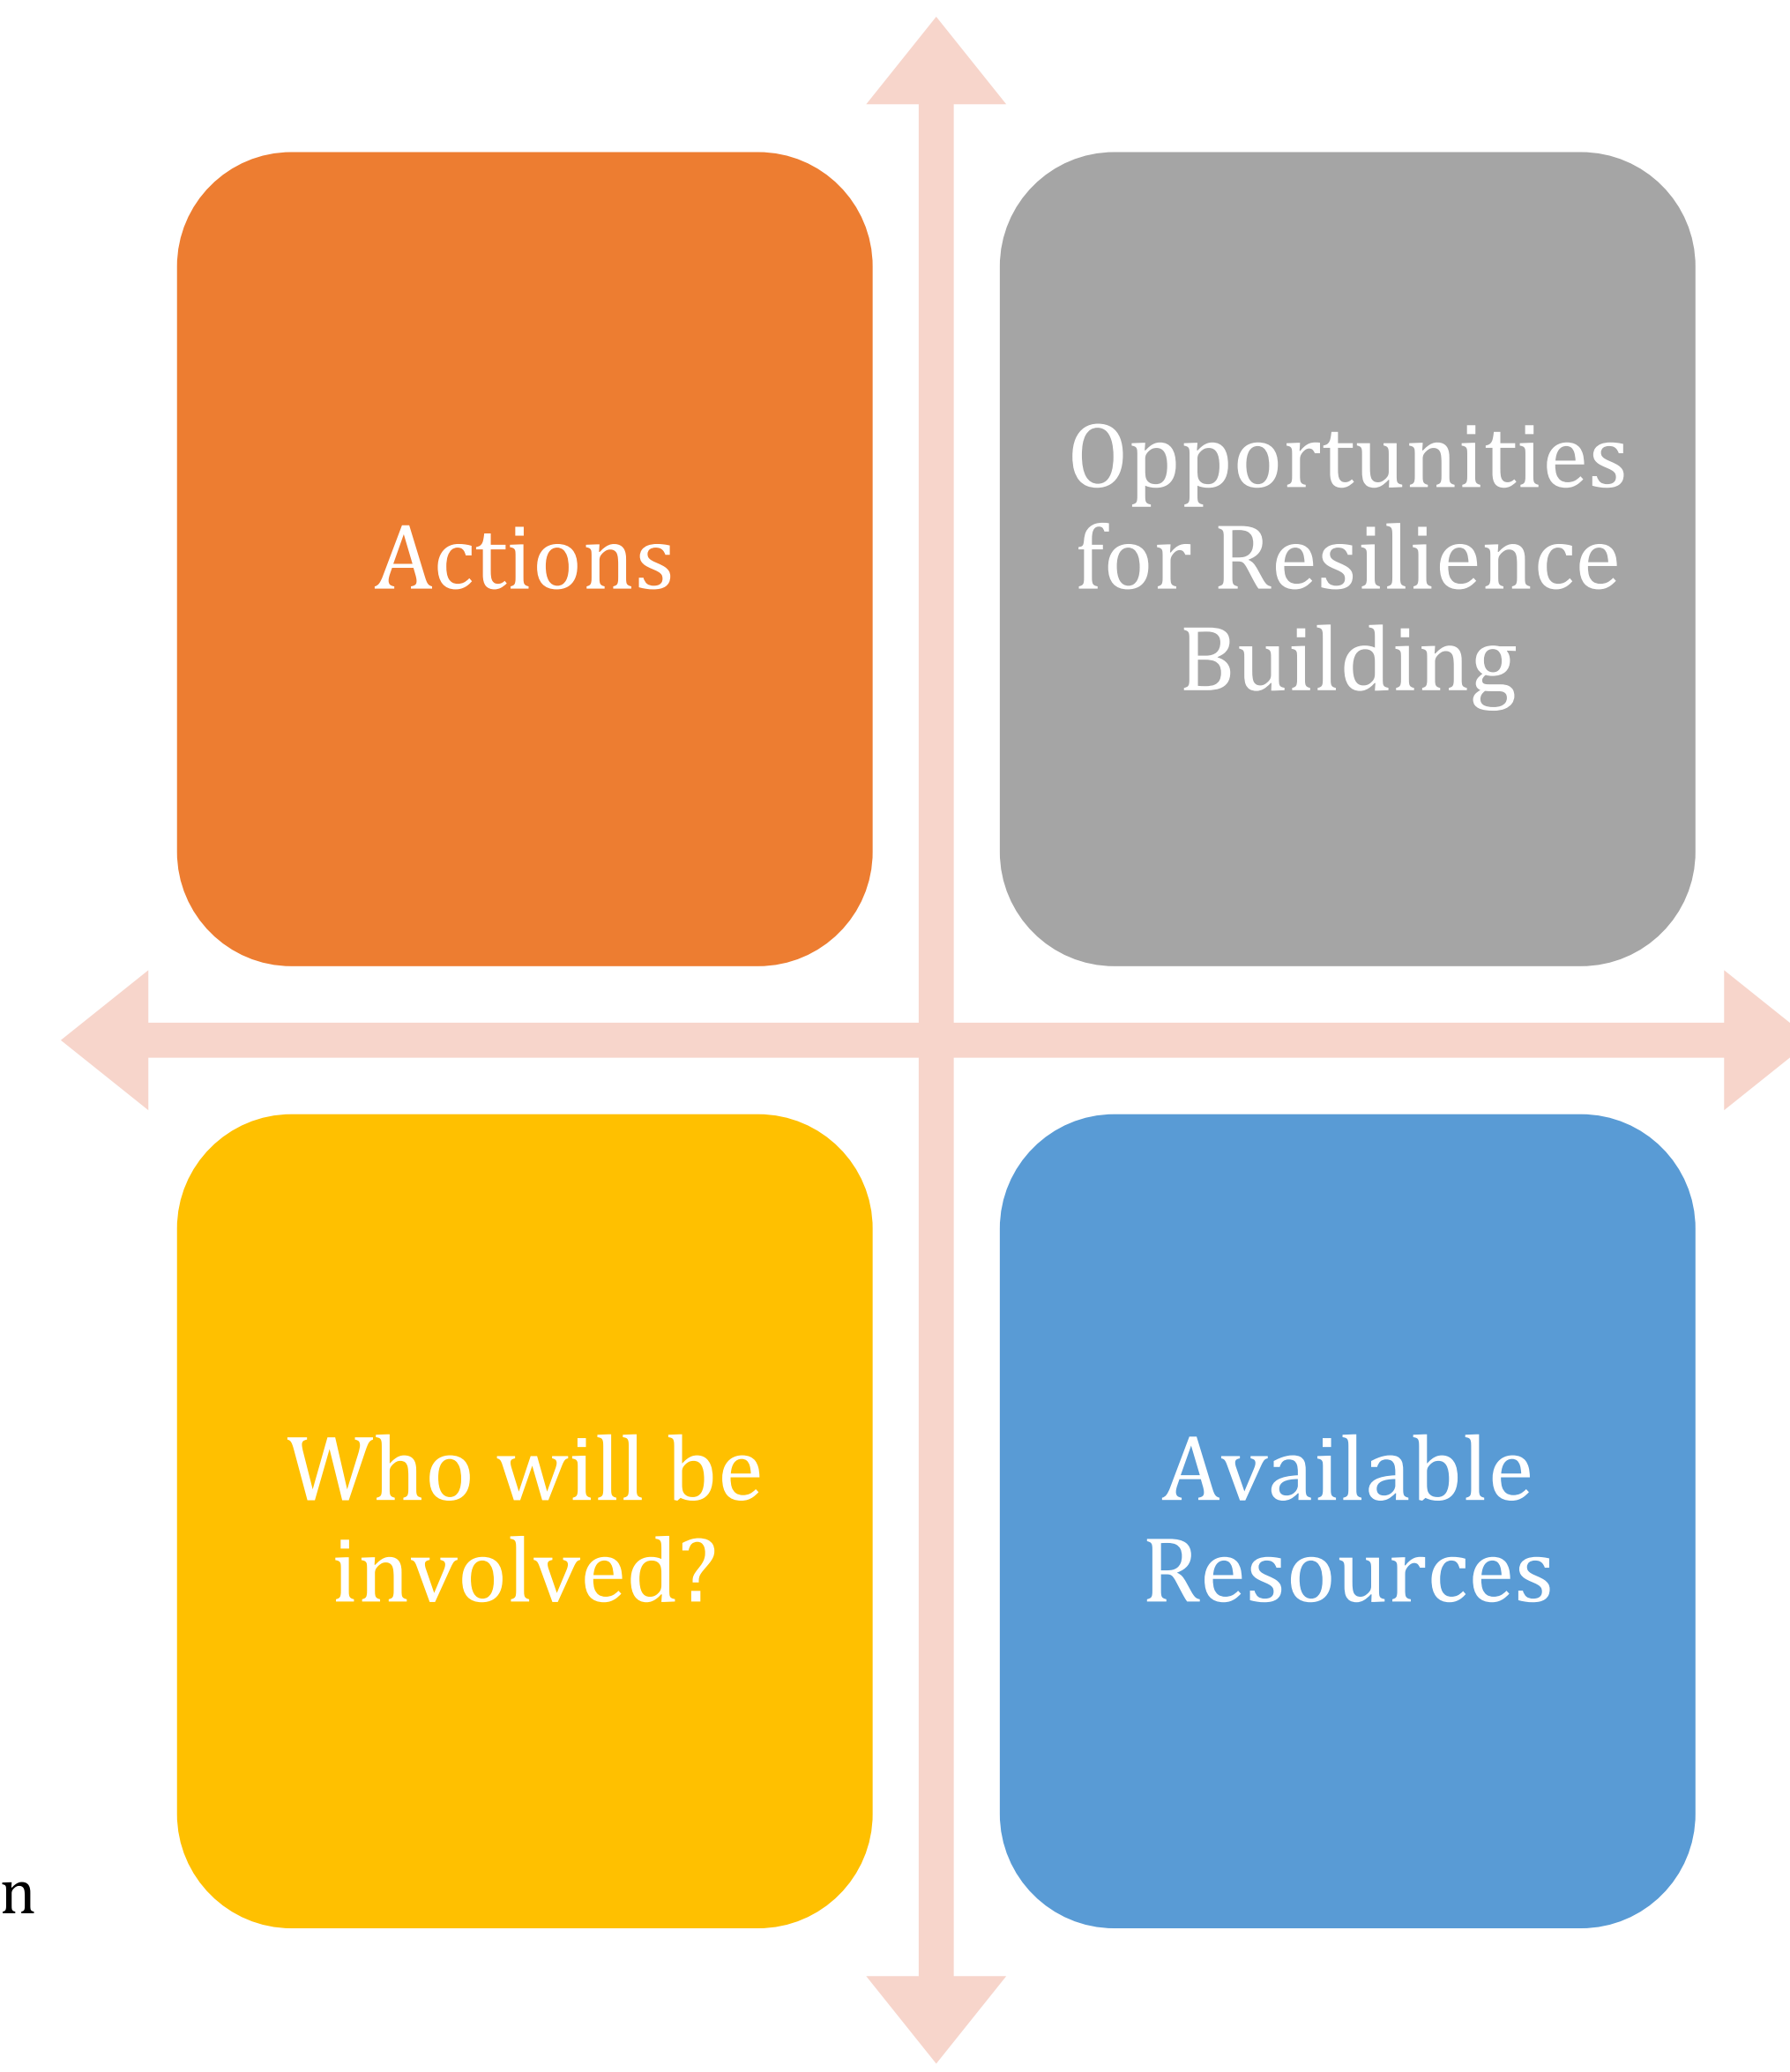 Actions
Opportunities
for Resilience
Building
Who will be
involved?
Available
Resources
n